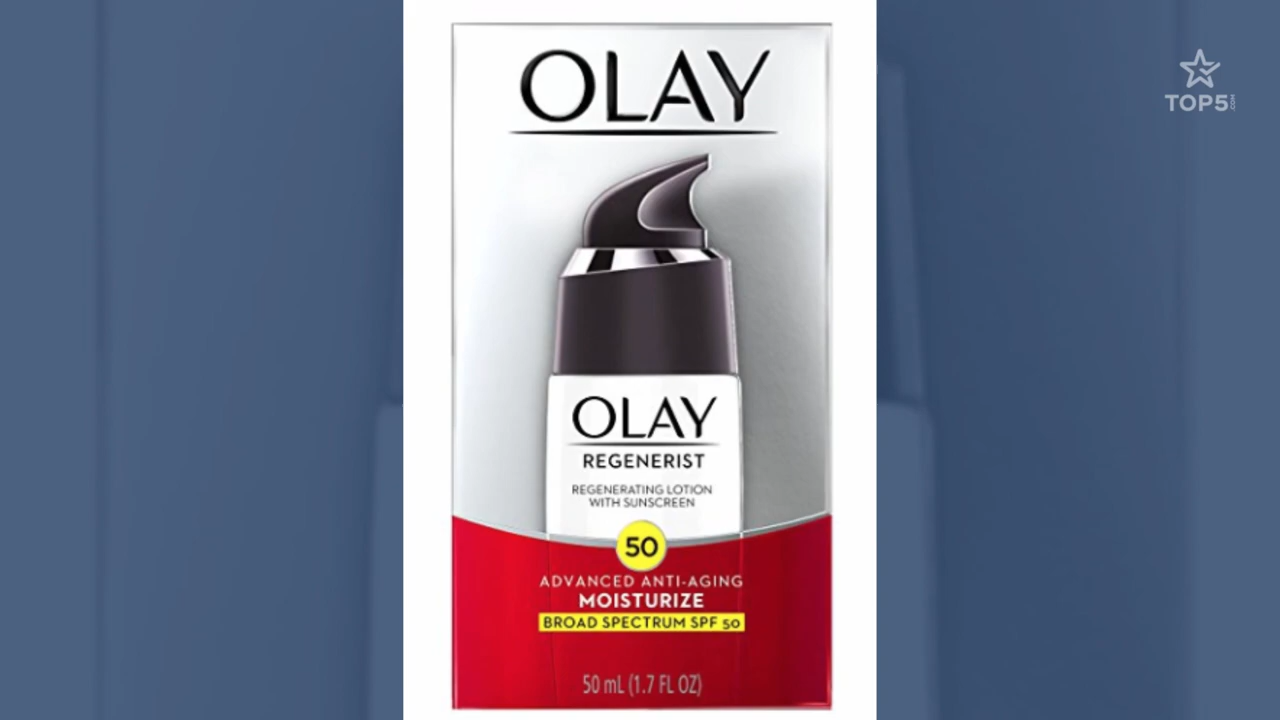 OLAY
OLAY
REGENERIST
REGENERATING LOTION
WITH SUNSCREEN
50
ADVANCED ANTI-AGING
MOISTURIZE
BROAD SPECTRUM SPF 50
50 mL (1.7 FL OZ)
TOP5.COM